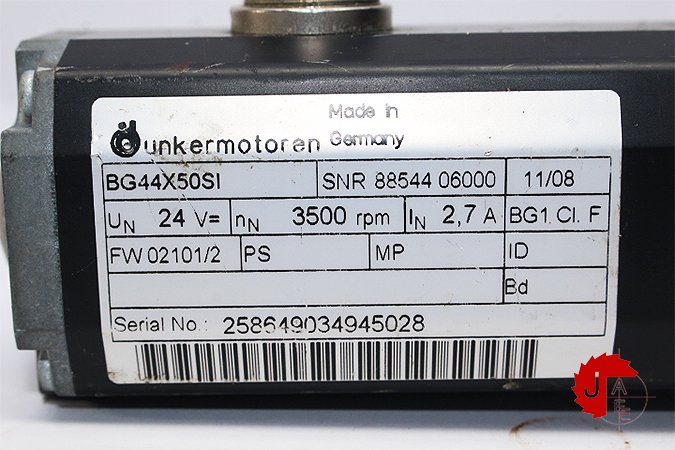 Made in
Dunkermotoren Germany
BG44X50SI SNR 88544 06000 11/08
UN 24 V= nN 3500 rpm IN 2,7 A BG1. Cl. F
FW 02101/2 PS MP ID
Bd
Serial No.: 258649034945028
J A